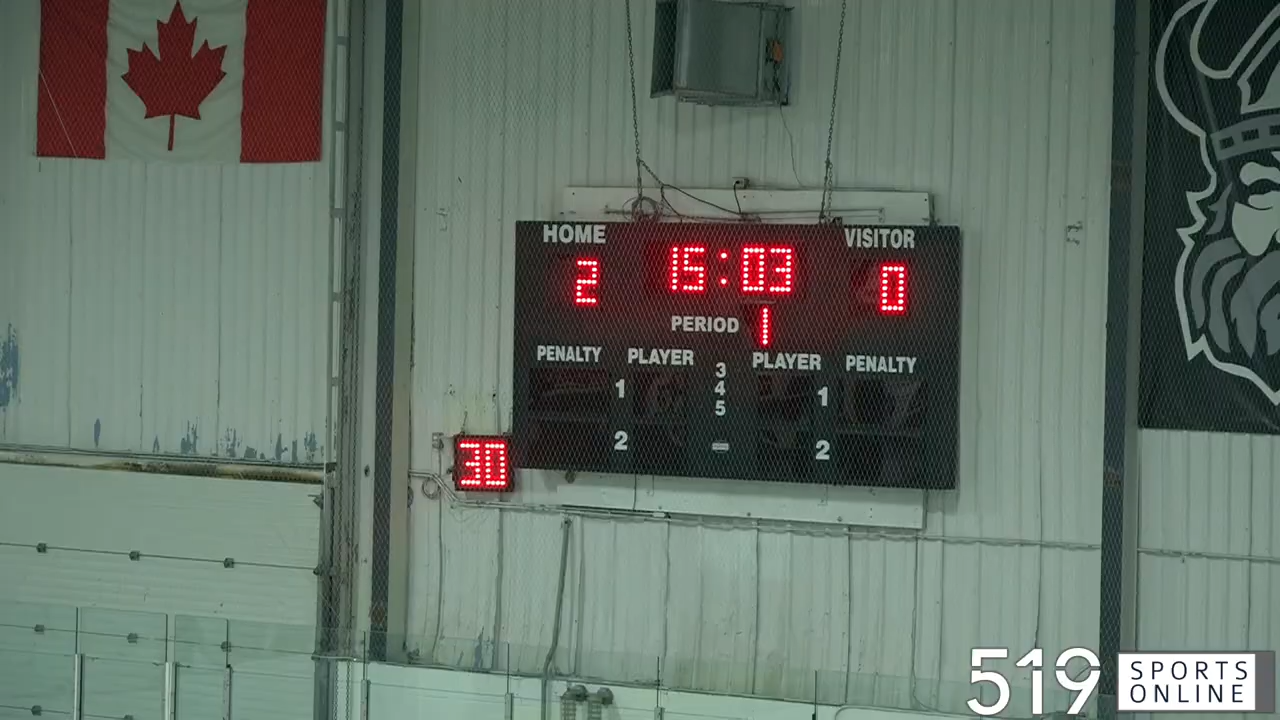 HOME 15:03 VISITOR
2 0
PERIOD 1
PENALTY PLAYER PLAYER PENALTY
3
1 4 1
5
2 2
30
519 SPORTS
ONLINE